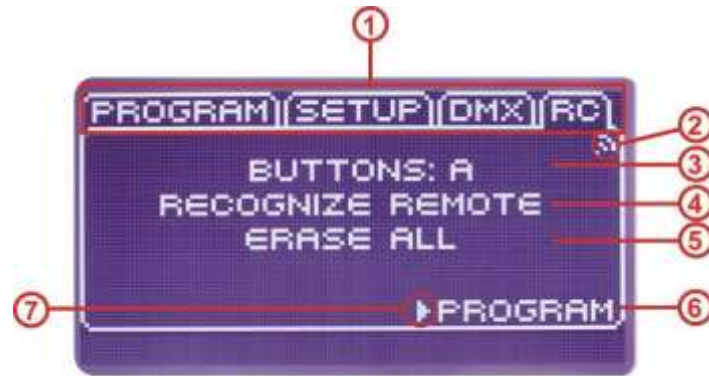 1
PROGRAM SETUP DMX RC
2
BUTTONS: A
3
RECOGNIZE REMOTE
4
ERASE ALL
5
7
PROGRAM
6